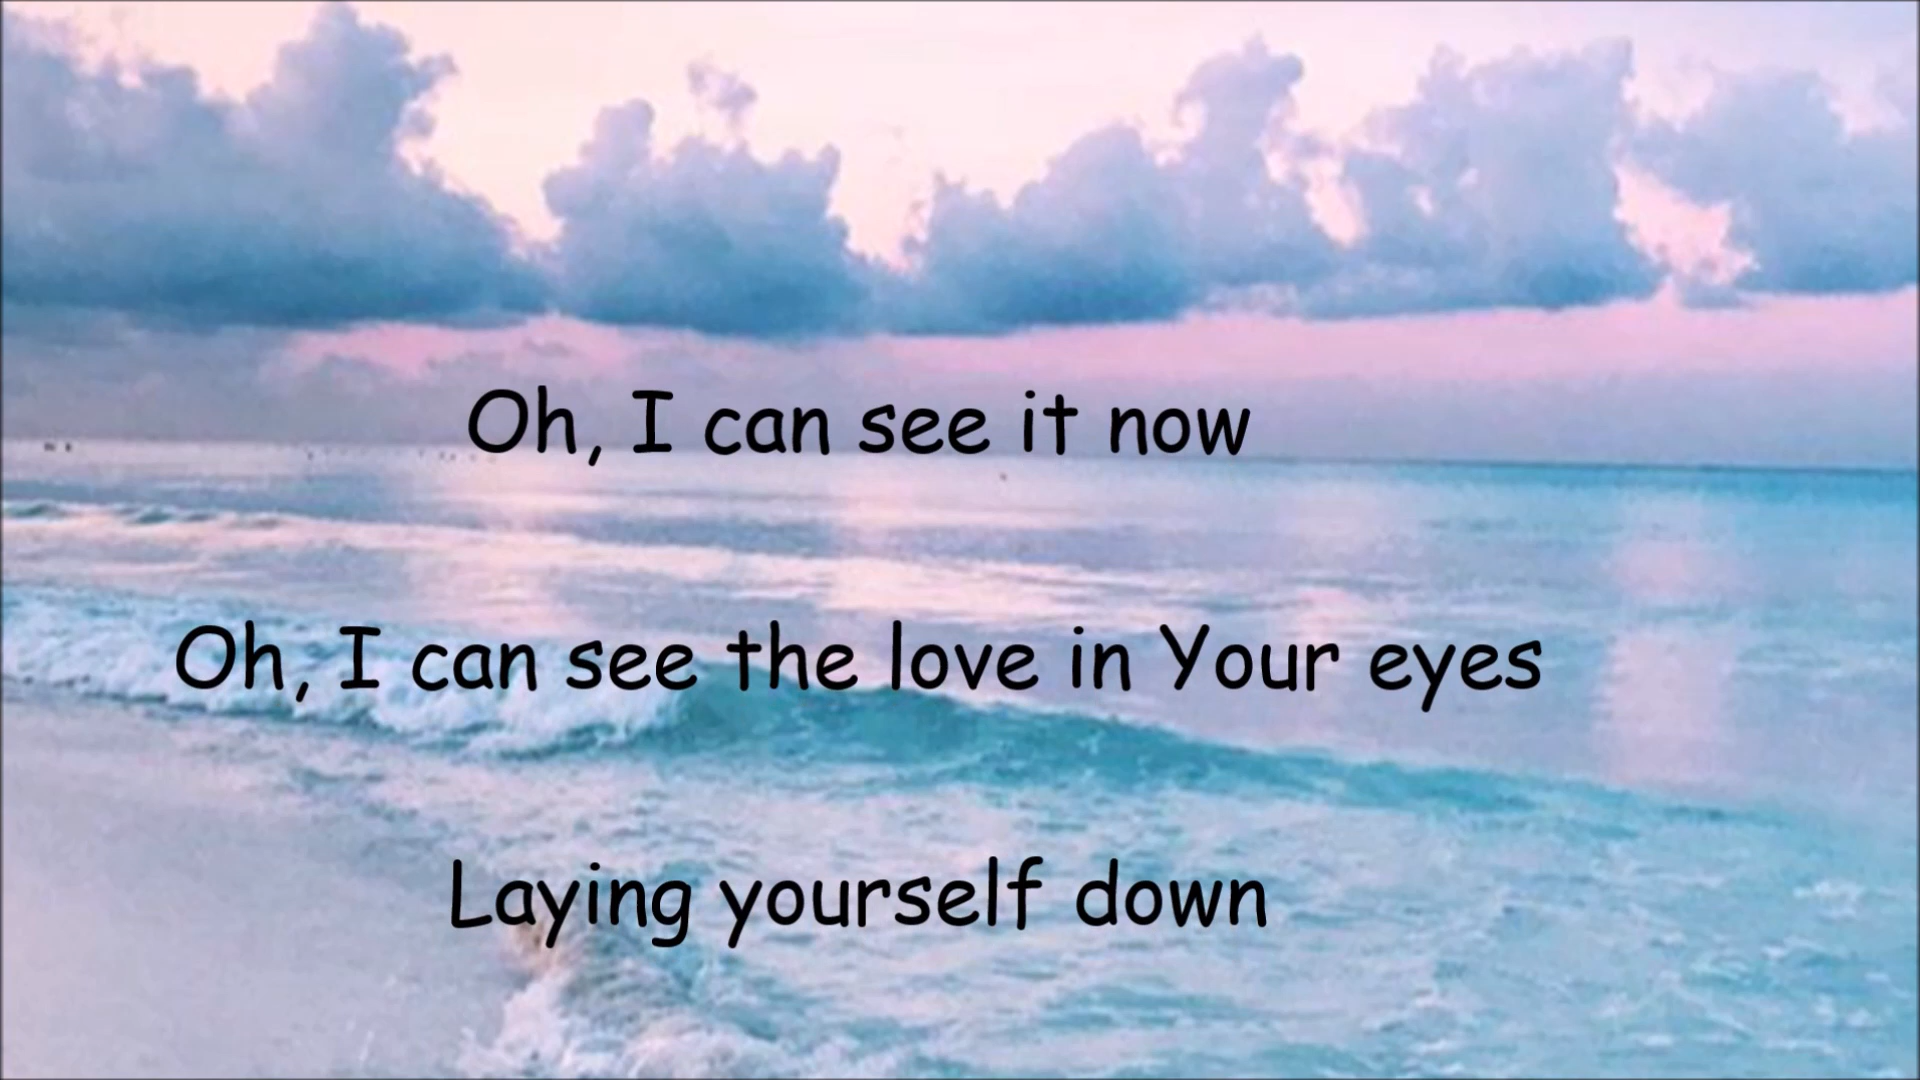 Oh, I can see it now
Oh, I can see the love in Your eyes
Laying yourself down